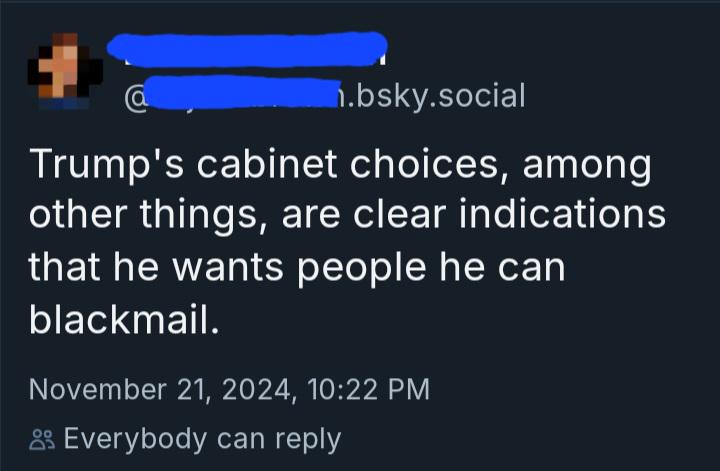 @.bsky.social
Trump's cabinet choices, among
other things, are clear indications
that he wants people he can
blackmail.
November 21, 2024, 10:22 PM
Everybody can reply